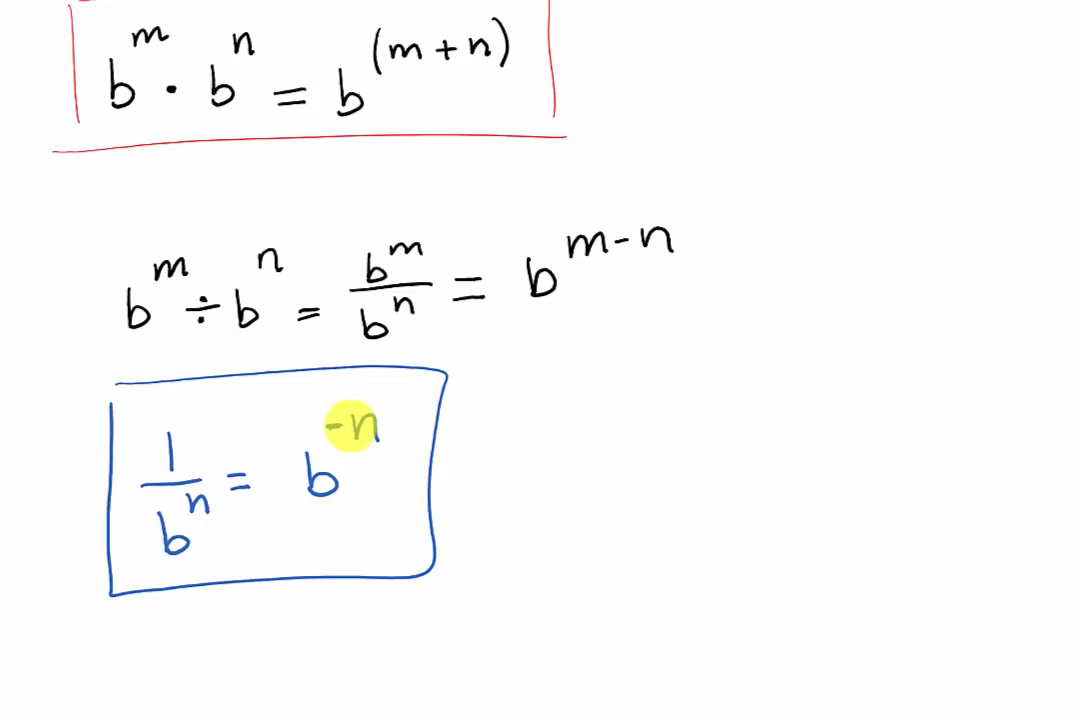 b^m · b^n = b^(m + n)
b^m ÷ b^n = b^m/b^n = b^m-n
1/b^n = b^-n